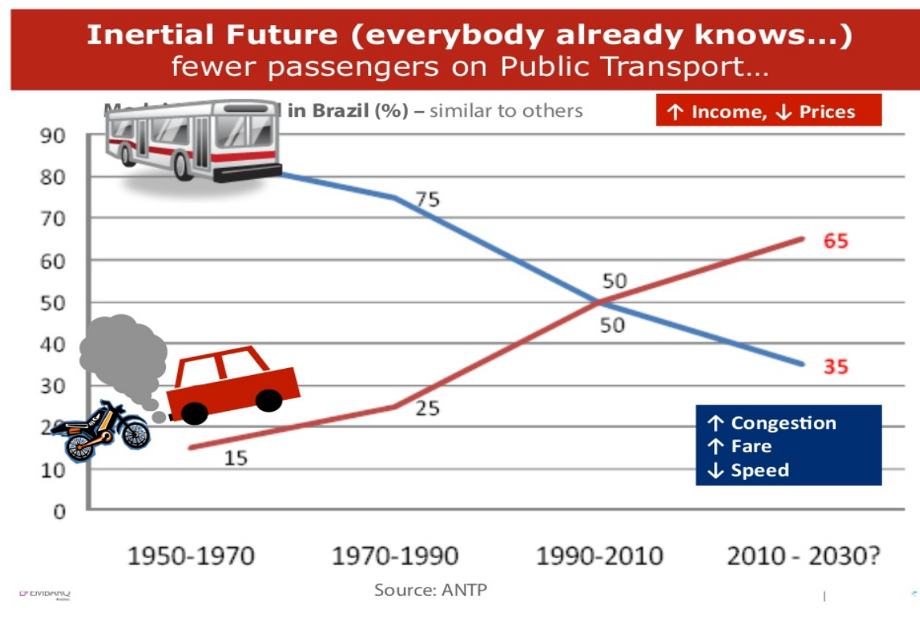 Inertial Future (everybody already knows...)
fewer passengers on Public Transport...
in Brazil (%) – similar to others
↑ Income, ↓ Prices
90
80
75
70
65
60
50
50
50
40
35
30
25
20
15
10
0
↑ Congestion
↑ Fare
↓ Speed
1950-1970 1970-1990 1990-2010 2010 - 2030?
Source: ANTP
EMBARQ